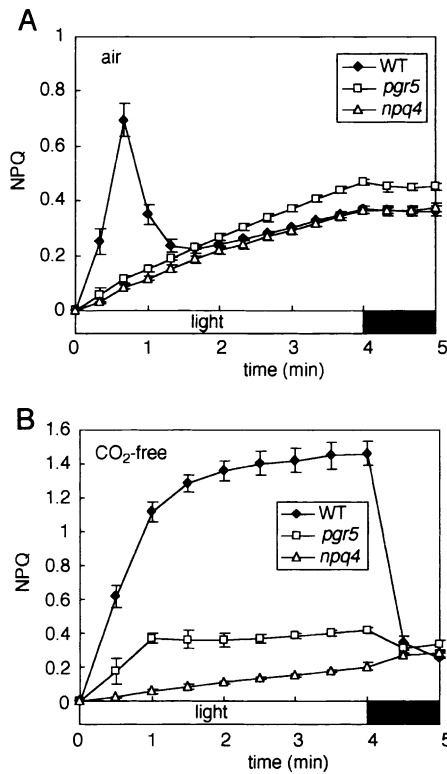 A
air
WT
pgr5
npq4
NPQ
1
0.8
0.6
0.4
0.2
0
light
0 1 2 3 4 5
time (min)
B
CO₂-free
WT
pgr5
npq4
NPQ
1.6
1.4
1.2
1
0.8
0.6
0.4
0.2
0
light
0 1 2 3 4 5
time (min)